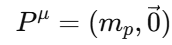 P^μ = (m_p, \vec{0})